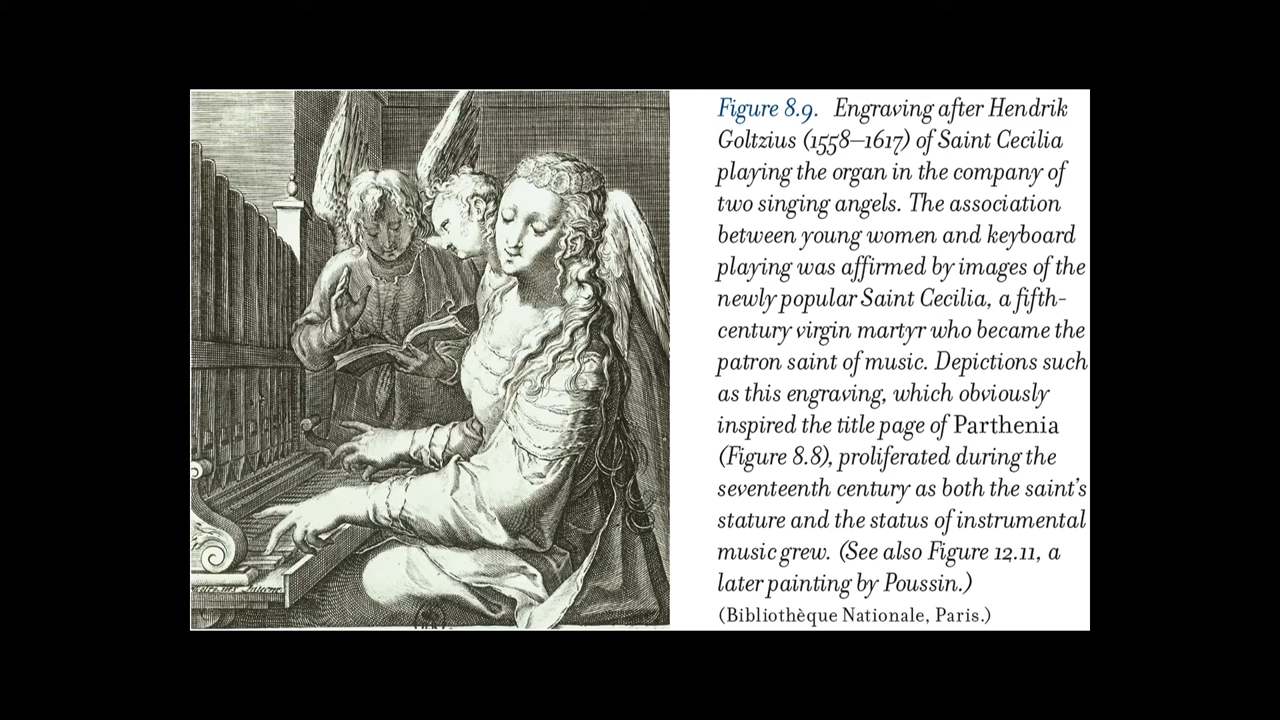 Figure 8.9. Engraving after Hendrik
Goltzius (1558—1617) of Saint Cecilia
playing the organ in the company of
two singing angels. The association
between young women and keyboard
playing was affirmed by images of the
newly popular Saint Cecilia, a fifth-
century virgin martyr who became the
patron saint of music. Depictions such
as this engraving, which obviously
inspired the title page of Parthenia
(Figure 8.8), proliferated during the
seventeenth century as both the saint’s
stature and the status of instrumental
music grew. (See also Figure 12.11, a
later painting by Poussin.)
(Bibliothèque Nationale, Paris.)